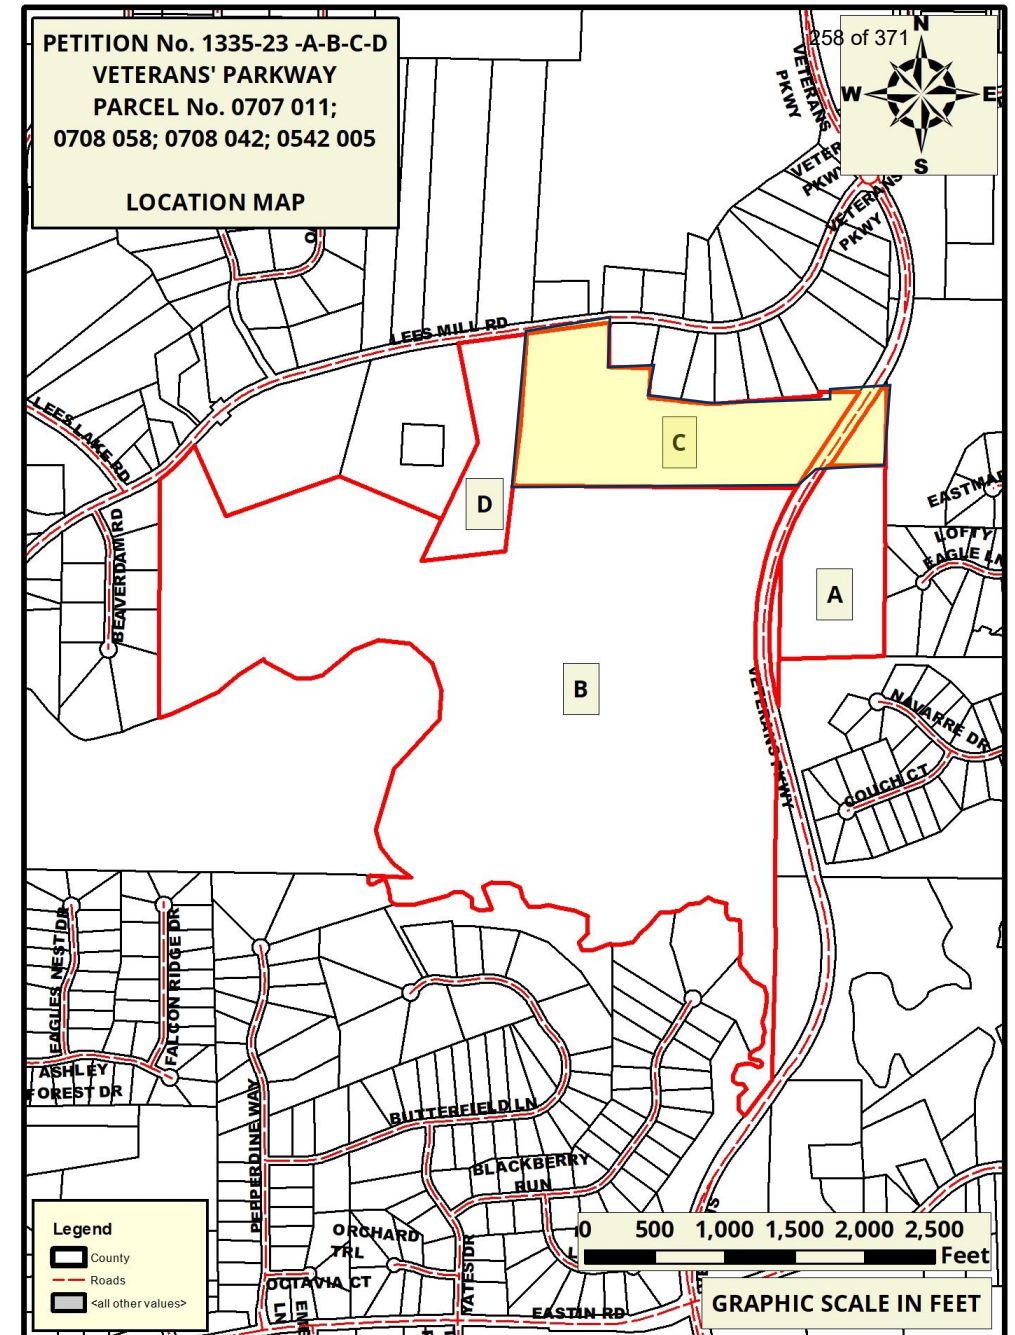 PETITION No. 1335-23 -A-B-C-D
VETERANS' PARKWAY
PARCEL No. 0707 011;
0708 058; 0708 042; 0542 005
LOCATION MAP
258 of 371
N
W
E
S
VETERANS
PKWY
VETERANS
PKWY
LEES MILL RD
LEES LAKE RD
BEAVERDAM RD
C
D
A
B
LOFTY
EAGLE LN
VETERANS PKWY
NAVARRE DR
COUCH CT
EAGLES NEST DR
FALCON RIDGE DR
ASHLEY
FOREST DR
PEPPERDINE WAY
BUTTERFIELD LN
BLACKBERRY
RUN
ORCHARD
TRL
OCTAVIA CT
LN
YATES DR
EASTIN RD
Legend
County
Roads
<all other values>
0 500 1,000 1,500 2,000 2,500
Feet
GRAPHIC SCALE IN FEET